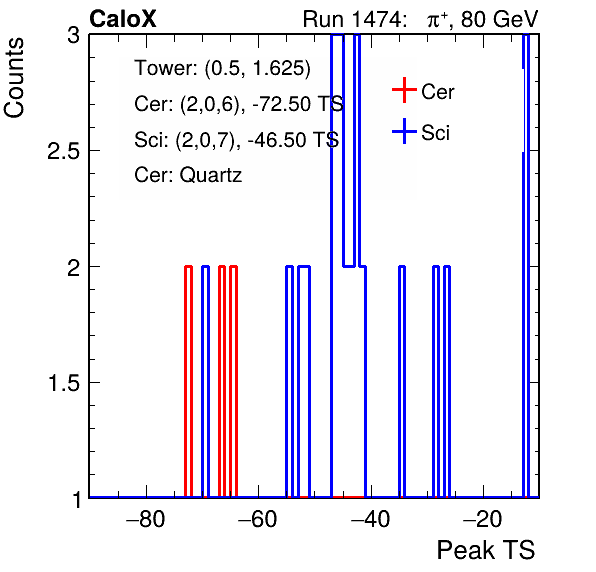 CaloX Run 1474: π⁺, 80 GeV
Counts
3
2.5
2
1.5
1
Tower: (0.5, 1.625)
Cer: (2,0,6), -72.50 TS
Sci: (2,0,7), -46.50 TS
Cer: Quartz
Cer
Sci
−80 −60 −40 −20
Peak TS